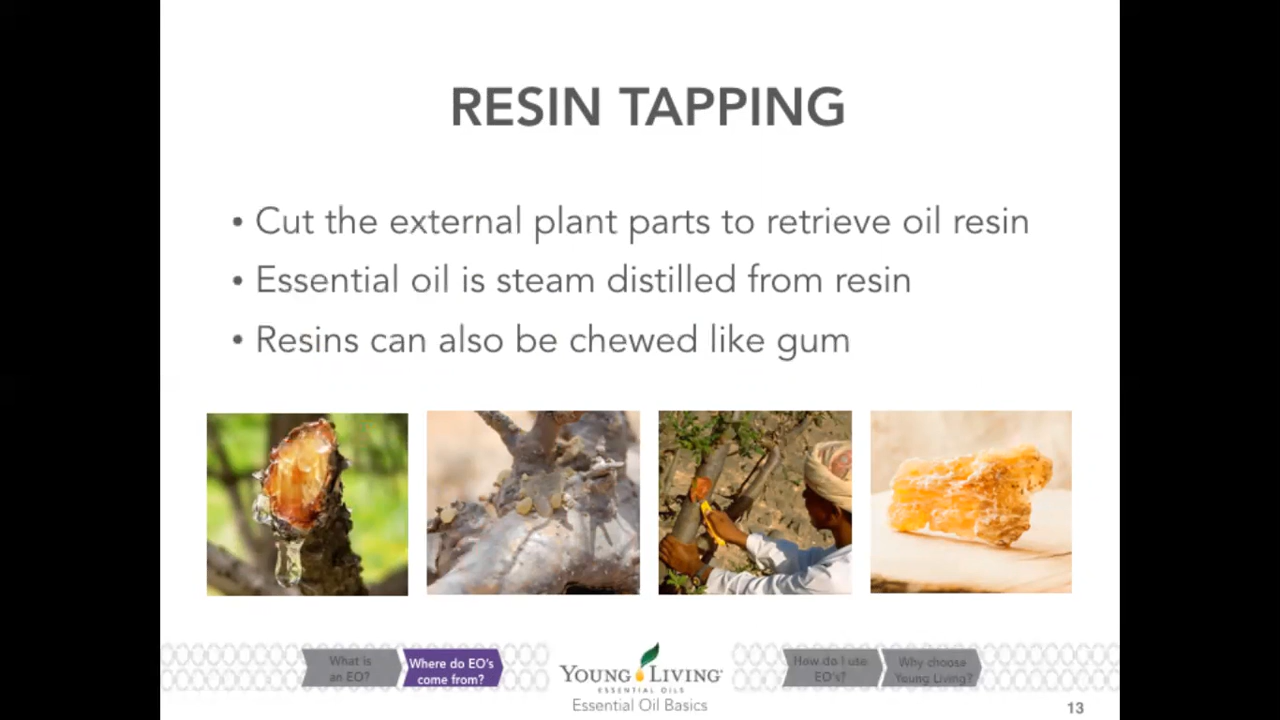 RESIN TAPPING
• Cut the external plant parts to retrieve oil resin
• Essential oil is steam distilled from resin
• Resins can also be chewed like gum
What is
an EO?
Where do EO's
come from?
YOUNG LIVING
ESSENTIAL OILS
Essential Oil Basics
How do I use
EO's?
Why choose
Young Living?
13